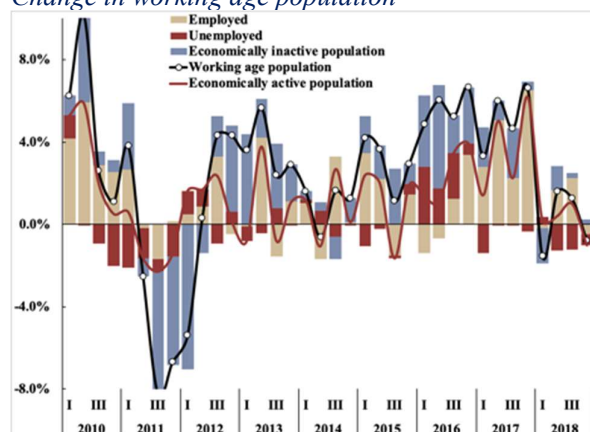 Change in working age population
Employed
Unemployed
Economically inactive population
Working age population
Economically active population
8.0%
4.0%
0.0%
-4.0%
-8.0%
I III I III I III I III I III I III I III I III I III
2010 2011 2012 2013 2014 2015 2016 2017 2018